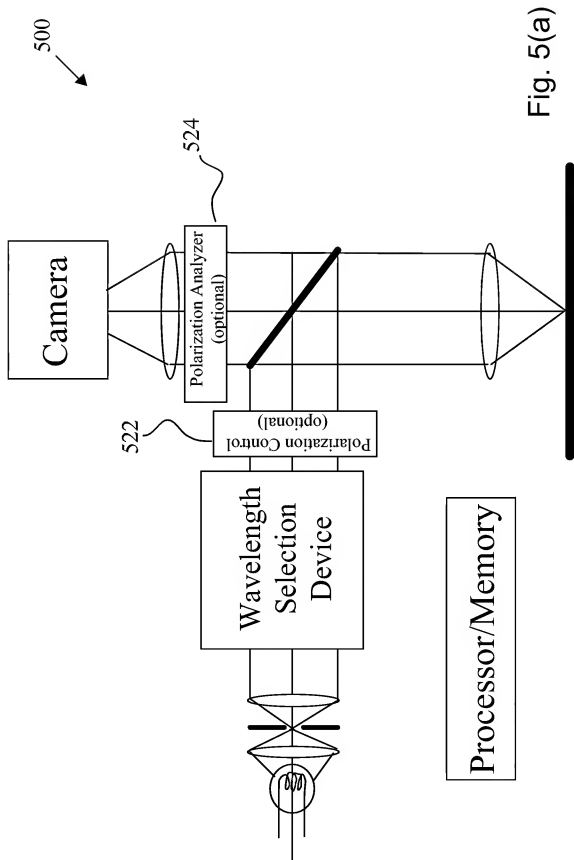 500
Camera
524
Polarization Analyzer
(optional)
522
Polarization Control
(optional)
Wavelength
Selection
Device
Processor/Memory
Fig. 5(a)